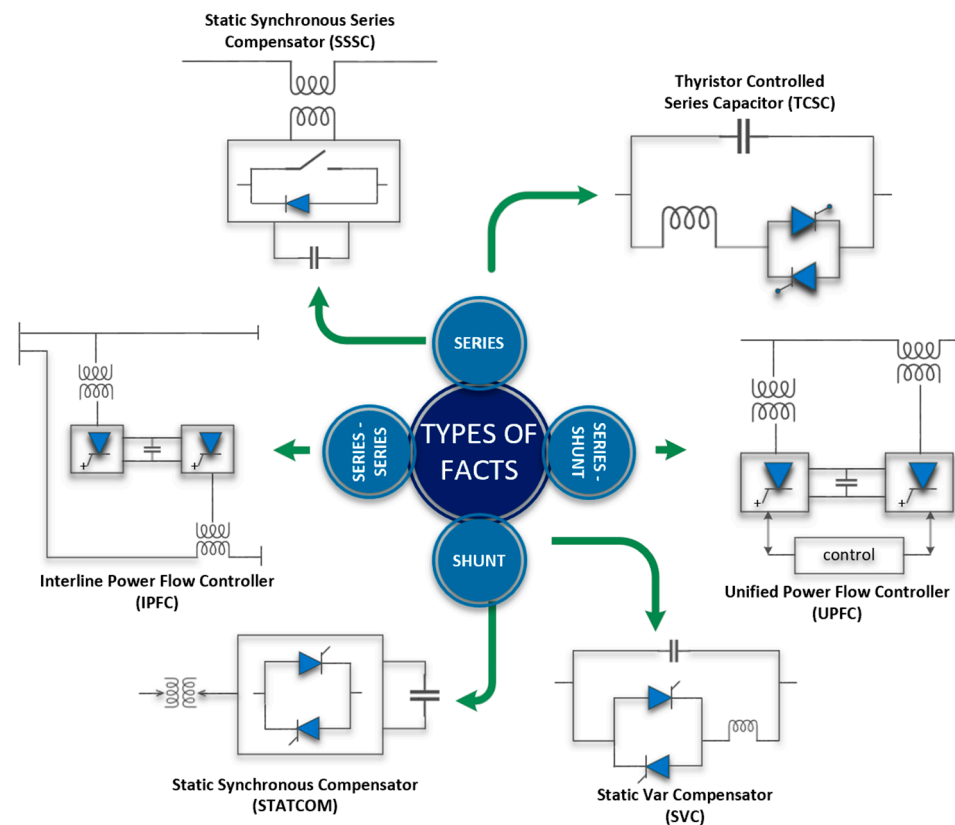 Static Synchronous Series
Compensator (SSSC)
Thyristor Controlled
Series Capacitor (TCSC)
SERIES
SERIES -
SERIES
TYPES OF
FACTS
SERIES -
SHUNT
SHUNT
+
+
+
+
control
Interline Power Flow Controller
(IPFC)
Unified Power Flow Controller
(UPFC)
Static Synchronous Compensator
(STATCOM)
Static Var Compensator
(SVC)